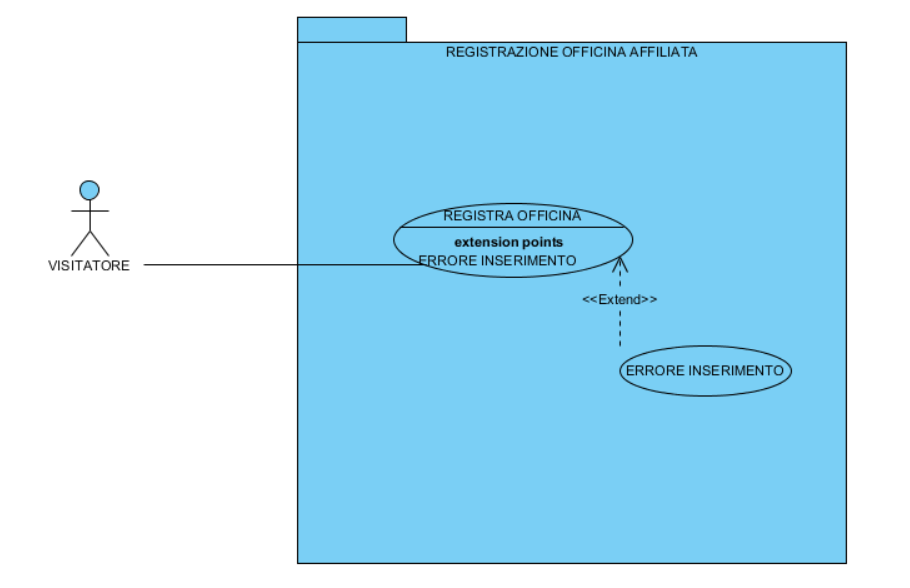 REGISTRAZIONE OFFICINA AFFILIATA
REGISTRA OFFICINA
extension points
ERRORE INSERIMENTO
VISITATORE
<<Extend>>
ERRORE INSERIMENTO